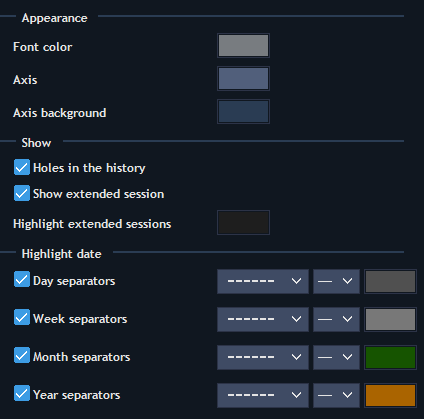 Appearance
Font color
Axis
Axis background
Show
Holes in the history
Show extended session
Highlight extended sessions
Highlight date
Day separators
Week separators
Month separators
Year separators